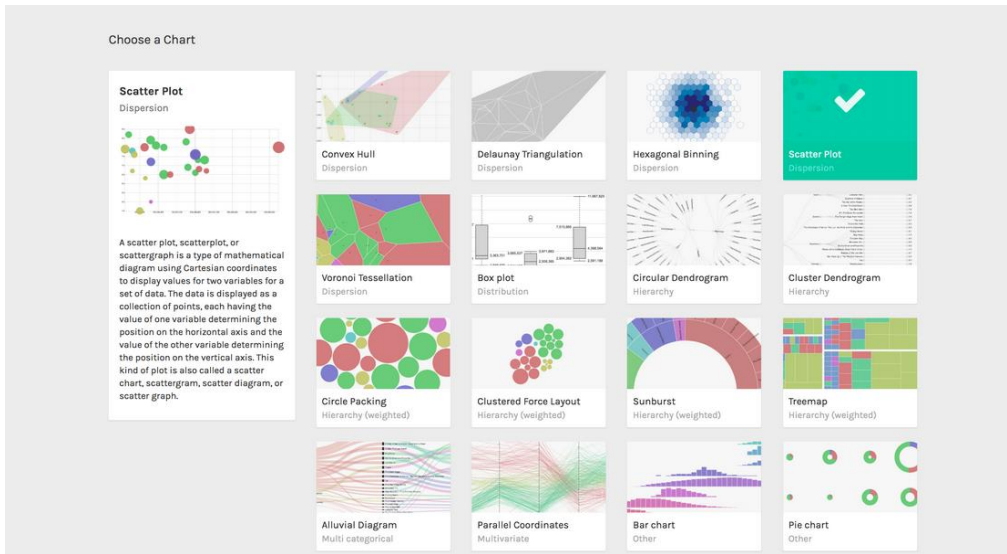 Choose a Chart
Scatter Plot
Dispersion
A scatter plot, scatterplot, or
scattergraph is a type of mathematical
diagram using Cartesian coordinates
to display values for two variables for a
set of data. The data is displayed as a
collection of points, each having the
value of one variable determining the
position on the horizontal axis and the
value of the other variable determining
the position on the vertical axis. This
kind of plot is also called a scatter
chart, scattergram, scatter diagram, or
scatter graph.
Convex Hull
Dispersion
Delaunay Triangulation
Dispersion
Hexagonal Binning
Dispersion
Scatter Plot
Dispersion
Voronoi Tessellation
Dispersion
Box plot
Distribution
Circular Dendrogram
Hierarchy
Cluster Dendrogram
Hierarchy
Circle Packing
Hierarchy (weighted)
Clustered Force Layout
Hierarchy (weighted)
Sunburst
Hierarchy (weighted)
Treemap
Hierarchy (weighted)
Alluvial Diagram
Multi categorical
Parallel Coordinates
Multivariate
Bar chart
Other
Pie chart
Other